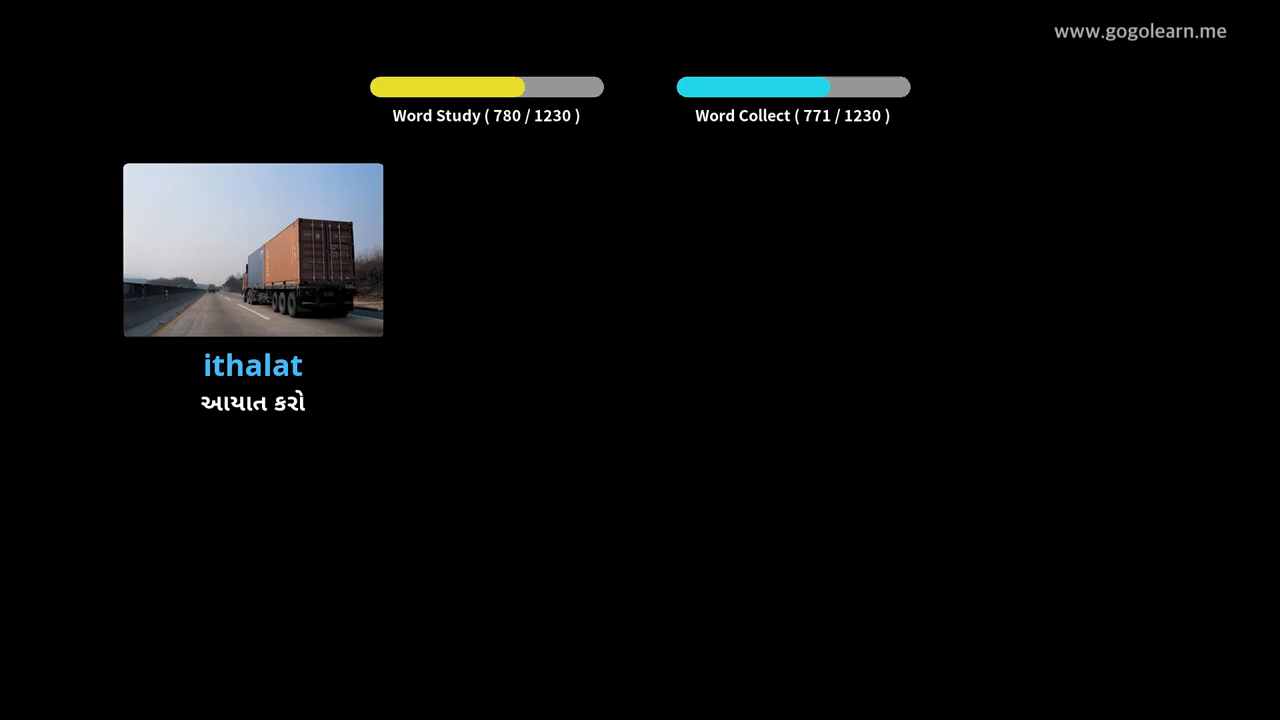 www.gogolearn.me
Word Study ( 780 / 1230 )
Word Collect ( 771 / 1230 )
ithalat
આયાત કરો